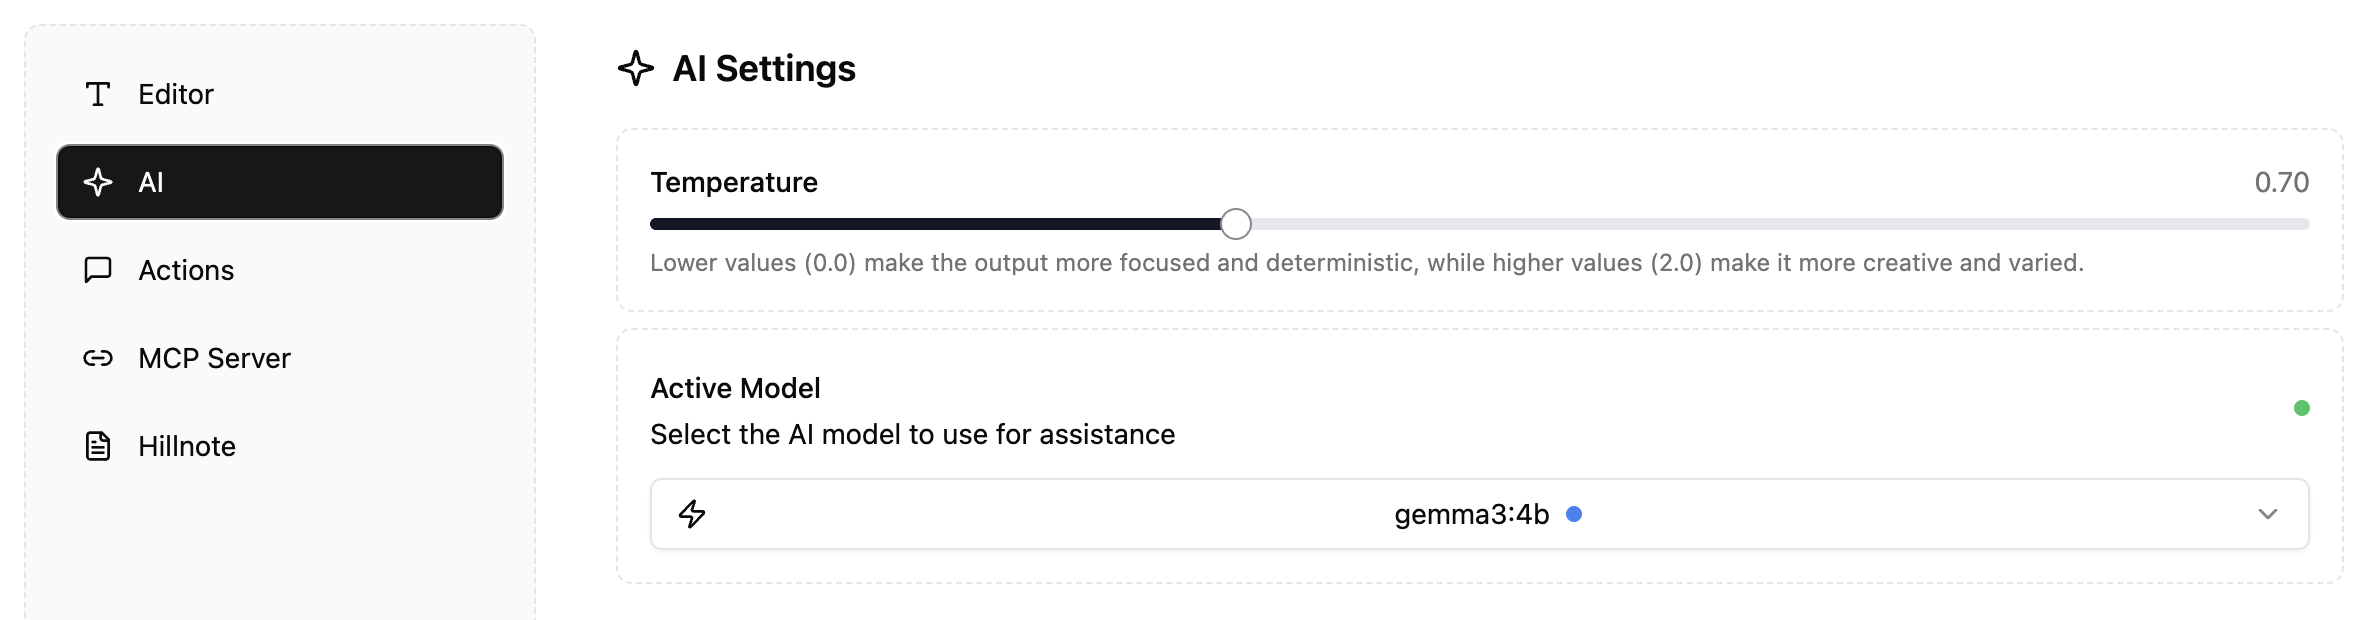 Editor
AI
Actions
MCP Server
Hillnote
AI Settings
Temperature
0.70
Lower values (0.0) make the output more focused and deterministic, while higher values (2.0) make it more creative and varied.
Active Model
Select the AI model to use for assistance
gemma3:4b